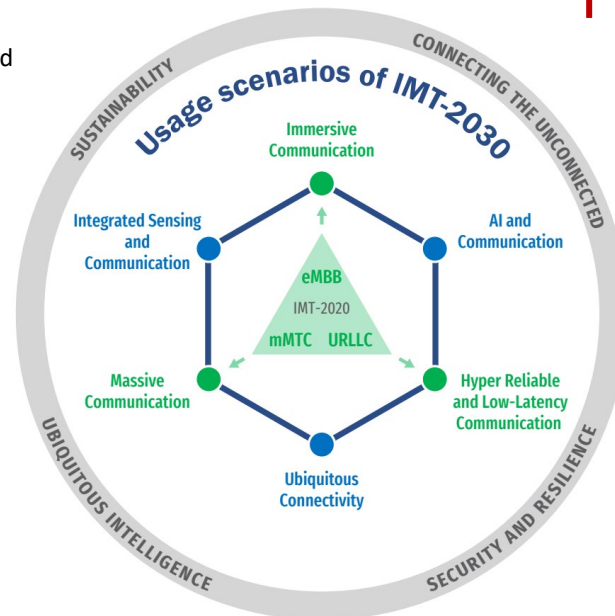 d
SUSTAINABILITY
CONNECTING THE UNCONNECTED
Usage scenarios of IMT-2030
Immersive
Communication
Integrated Sensing
and
Communication
AI and
Communication
eMBB
IMT-2020
mMTC URLLC
Massive
Communication
Hyper Reliable
and Low-Latency
Communication
Ubiquitous
Connectivity
UBIQUITOUS INTELLIGENCE
SECURITY AND RESILIENCE